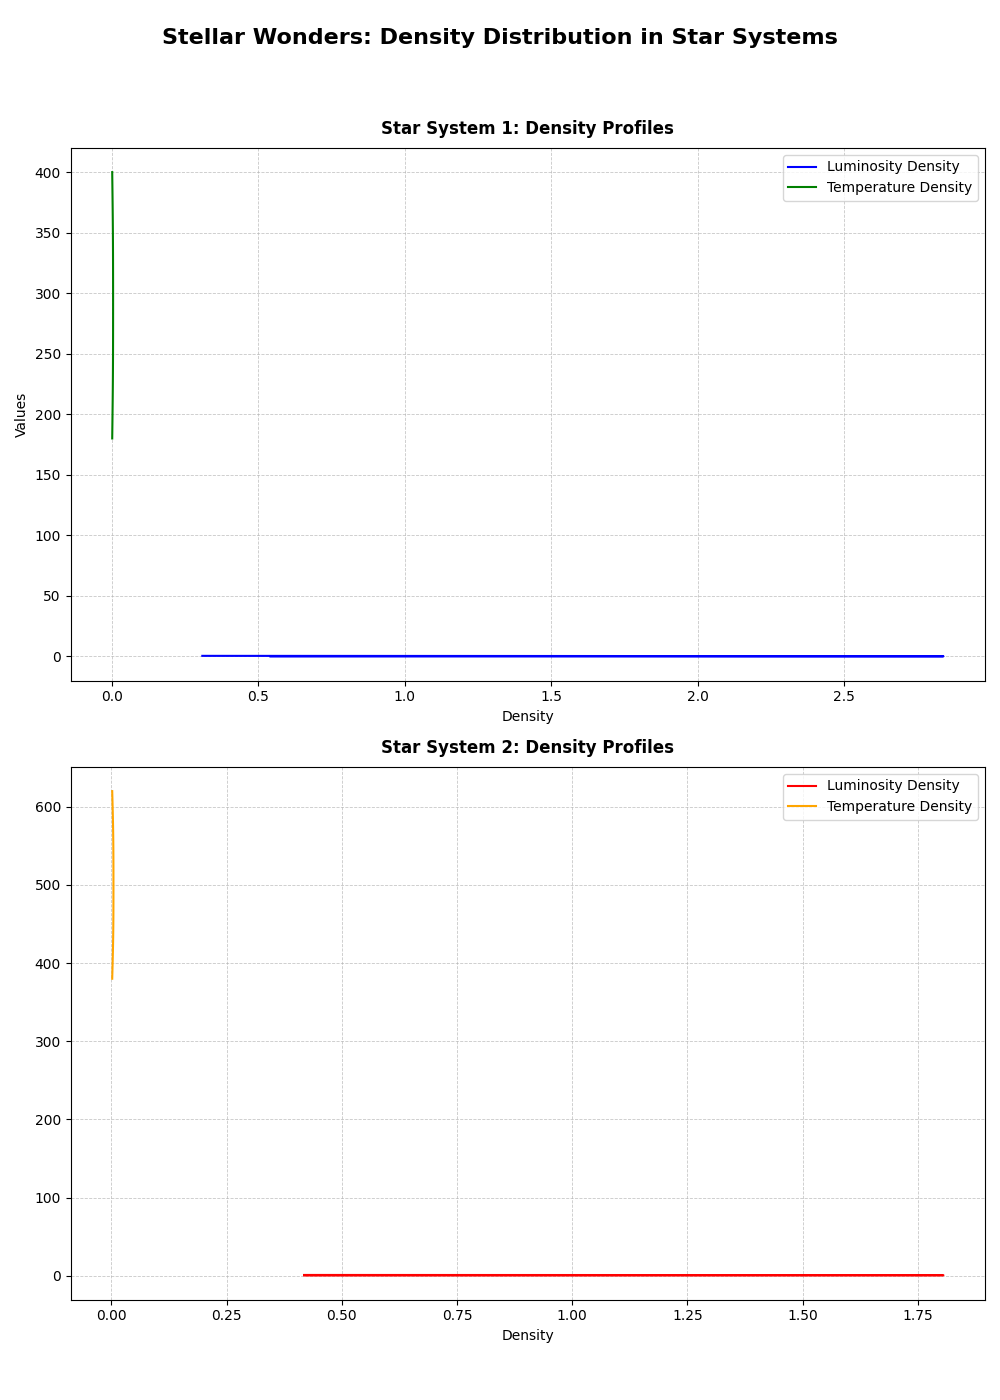 Stellar Wonders: Density Distribution in Star Systems
Star System 1: Density Profiles
Luminosity Density
Temperature Density
400
350
300
250
200
150
100
50
0
Values
0.0 0.5 1.0 1.5 2.0 2.5
Density
Star System 2: Density Profiles
Luminosity Density
Temperature Density
600
500
400
300
200
100
0
0.00 0.25 0.50 0.75 1.00 1.25 1.50 1.75
Density